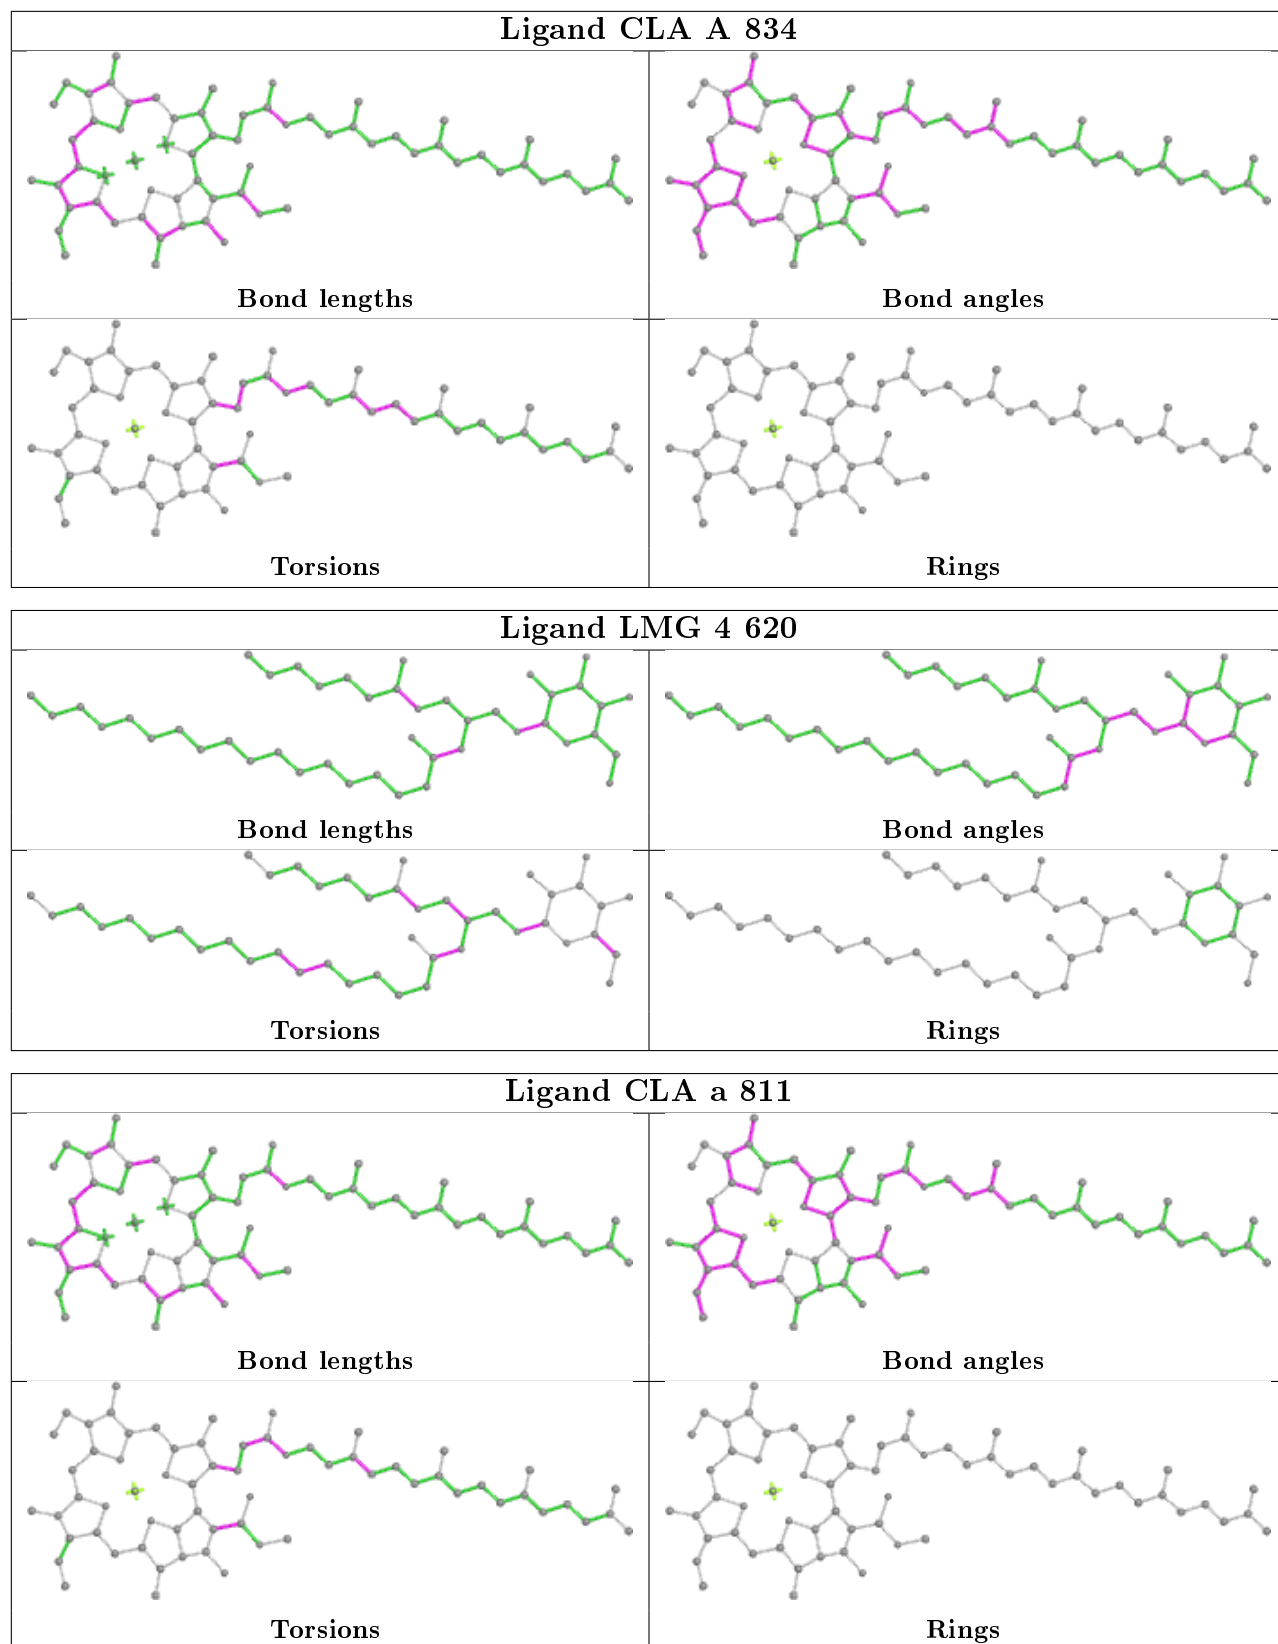 Ligand CLA A 834
Bond lengths
Bond angles
Torsions
Rings
Ligand LMG 4 620
Bond lengths
Bond angles
Torsions
Rings
Ligand CLA a 811
Bond lengths
Bond angles
Torsions
Rings